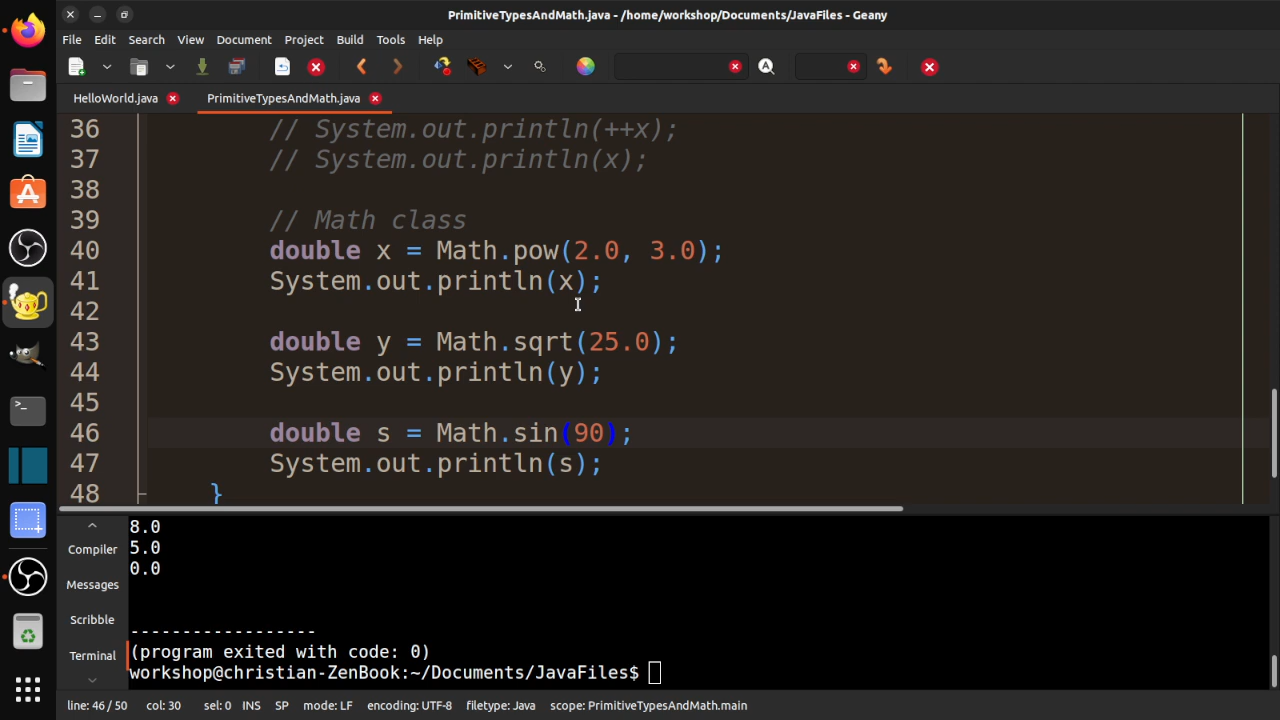 PrimitiveTypesAndMath.java - /home/workshop/Documents/JavaFiles - Geany
File Edit Search View Document Project Build Tools Help
HelloWorld.java PrimitiveTypesAndMath.java
36 // System.out.println(++x);
37 // System.out.println(x);
38
39 // Math class
40 double x = Math.pow(2.0, 3.0);
41 System.out.println(x);
42
43 double y = Math.sqrt(25.0);
44 System.out.println(y);
45
46 double s = Math.sin(90);
47 System.out.println(s);
48 }
Compiler
Messages
Scribble
Terminal
8.0
5.0
0.0
------------------
(program exited with code: 0)
workshop@christian-ZenBook:~/Documents/JavaFiles$
line: 46 / 50 col: 30 sel: 0 INS SP mode: LF encoding: UTF-8 filetype: Java scope: PrimitiveTypesAndMath.main